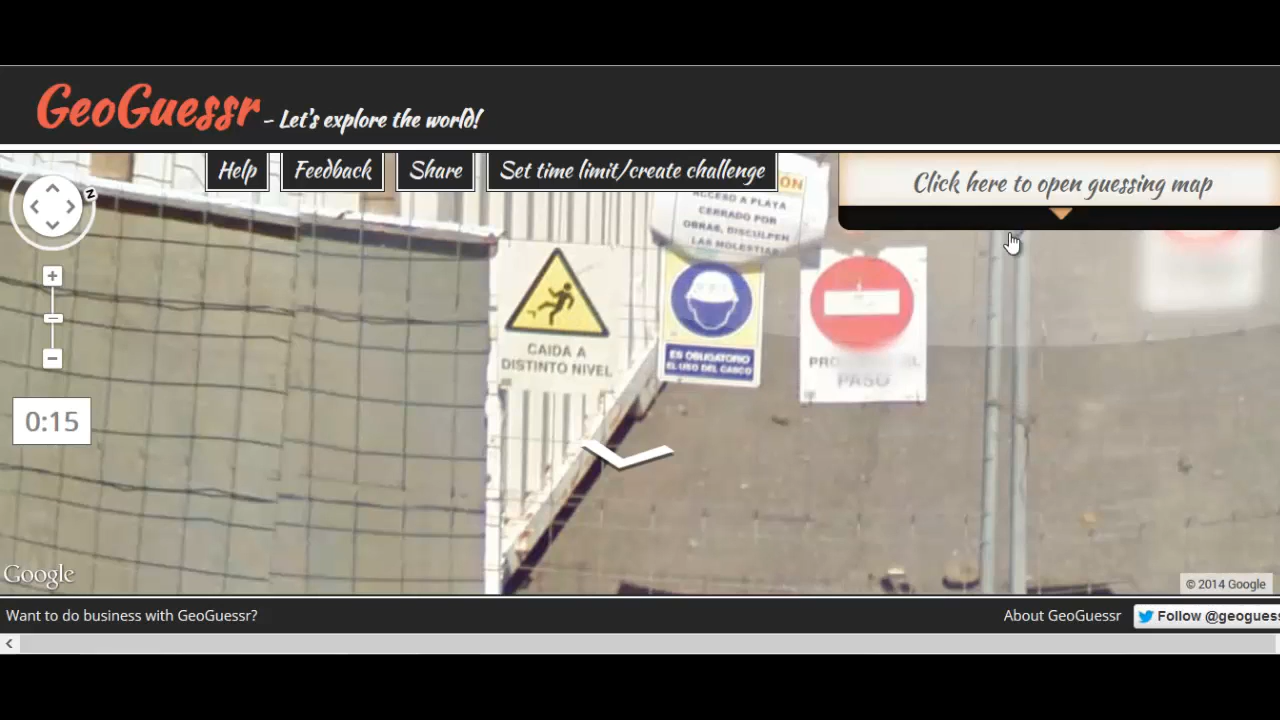 GeoGuessr - Let's explore the world!
Help
Feedback
Share
Set time limit/create challenge
Click here to open guessing map
ACCESO A PLAYA
CERRADO POR
OBRAS, DISCULPEN
LAS MOLESTIAS
CAIDA A
DISTINTO NIVEL
ES OBLIGATORIO
EL USO DEL CASCO
PASO
N
0:15
Google
© 2014 Google
Want to do business with GeoGuessr?
About GeoGuessr
Follow @geogues